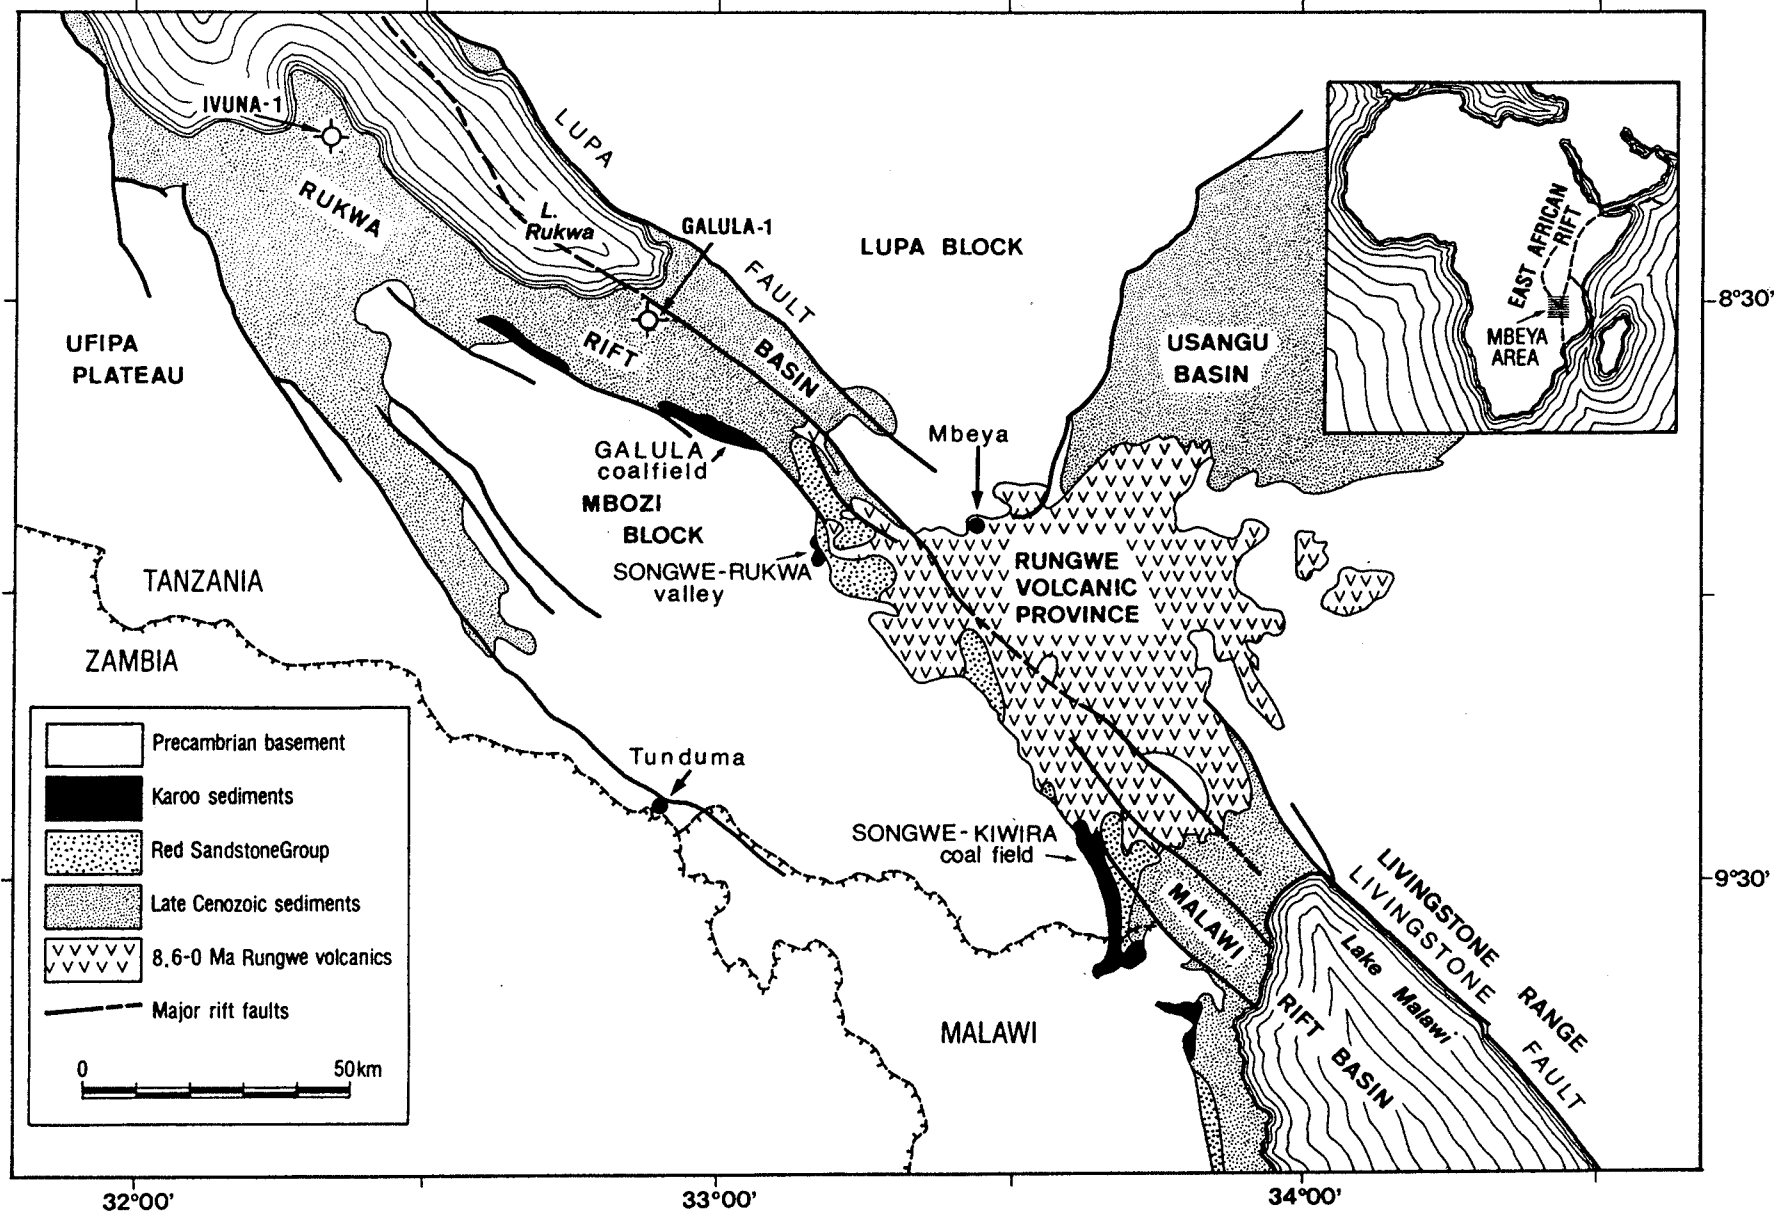 IVUNA-1
LUPA
FAULT
RUKWA
RIFT
BASIN
L.
Rukwa
GALULA-1
LUPA BLOCK
EAST AFRICAN
RIFT
MBEYA
AREA
8°30'
UFIPA
PLATEAU
USANGU
BASIN
Mbeya
GALULA
coalfield
MBOZI
BLOCK
SONGWE-RUKWA
valley
RUNGWE
VOLCANIC
PROVINCE
TANZANIA
ZAMBIA
Tunduma
SONGWE-KIWIRA
coal field
9°30'
MALAWI
RIFT
BASIN
Lake
Malawi
LIVINGSTONE
RANGE
LIVINGSTONE
FAULT
MALAWI
Precambrian basement
Karoo sediments
Red SandstoneGroup
Late Cenozoic sediments
8.6-0 Ma Rungwe volcanics
Major rift faults
0 50km
32°00' 33°00' 34°00'